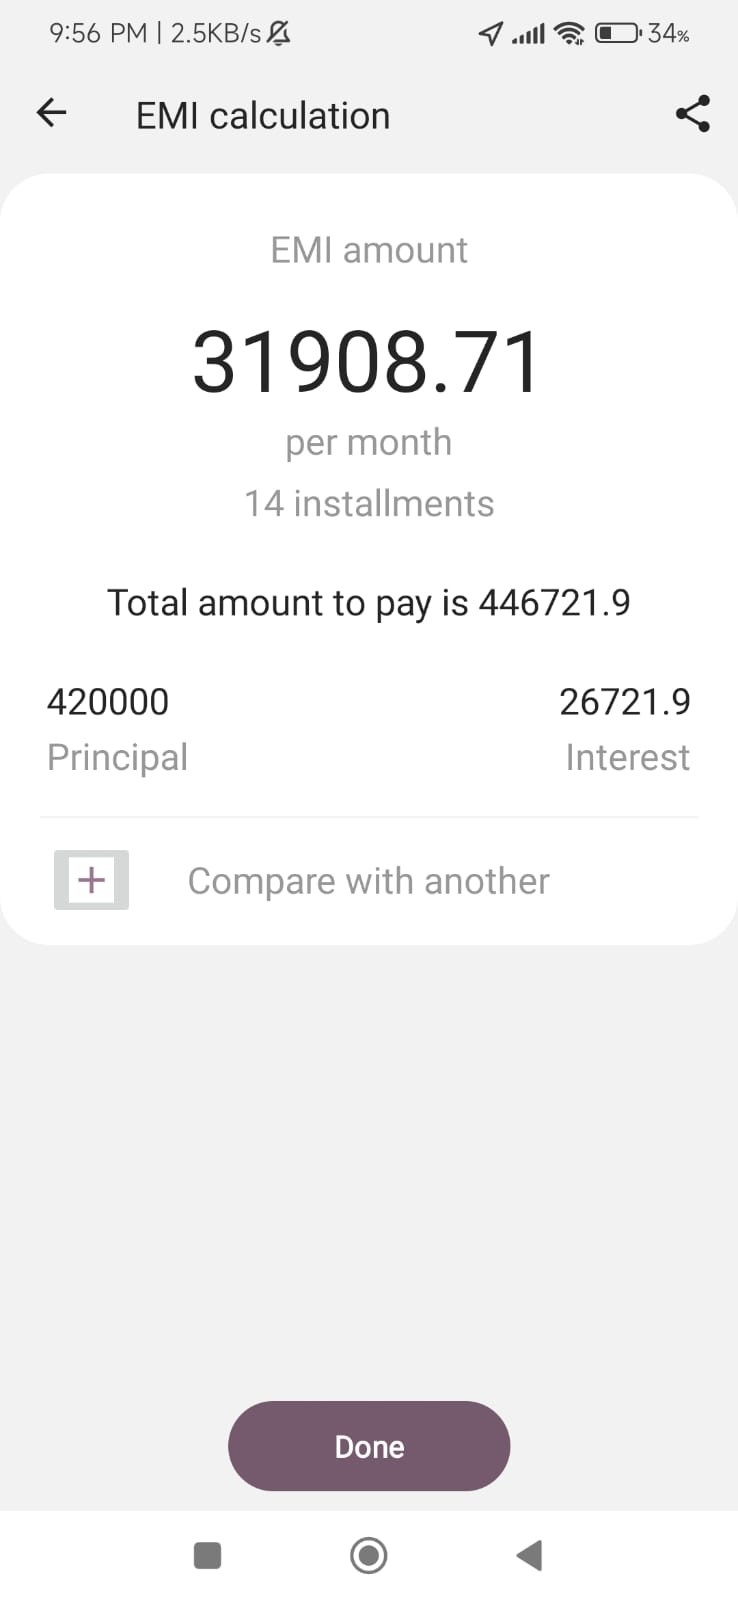 9:56 PM | 2.5KB/s 34%
EMI calculation
EMI amount
31908.71
per month
14 installments
Total amount to pay is 446721.9
420000 26721.9
Principal Interest
+ Compare with another
Done